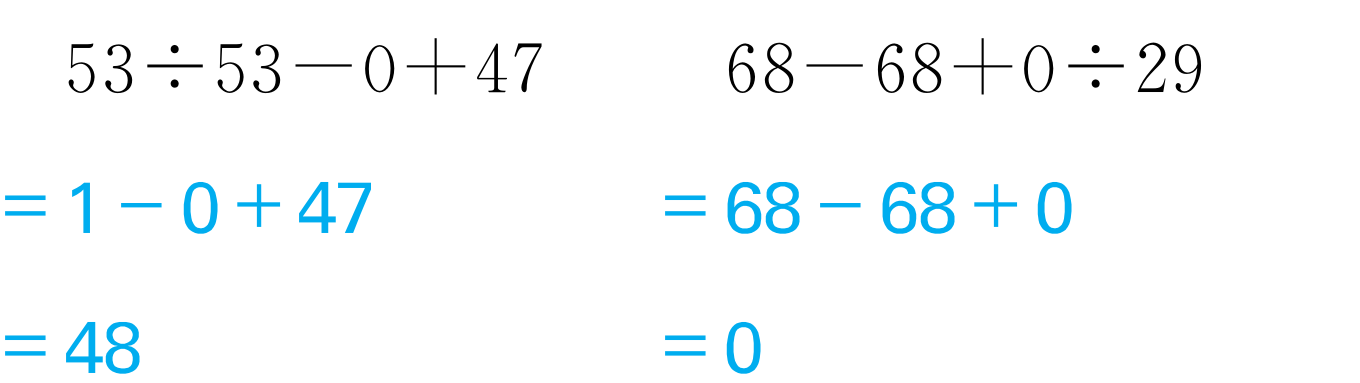 53÷53－0＋47
= 1 － 0 ＋ 47
= 48
68－68＋0÷29
= 68 － 68 ＋ 0
= 0